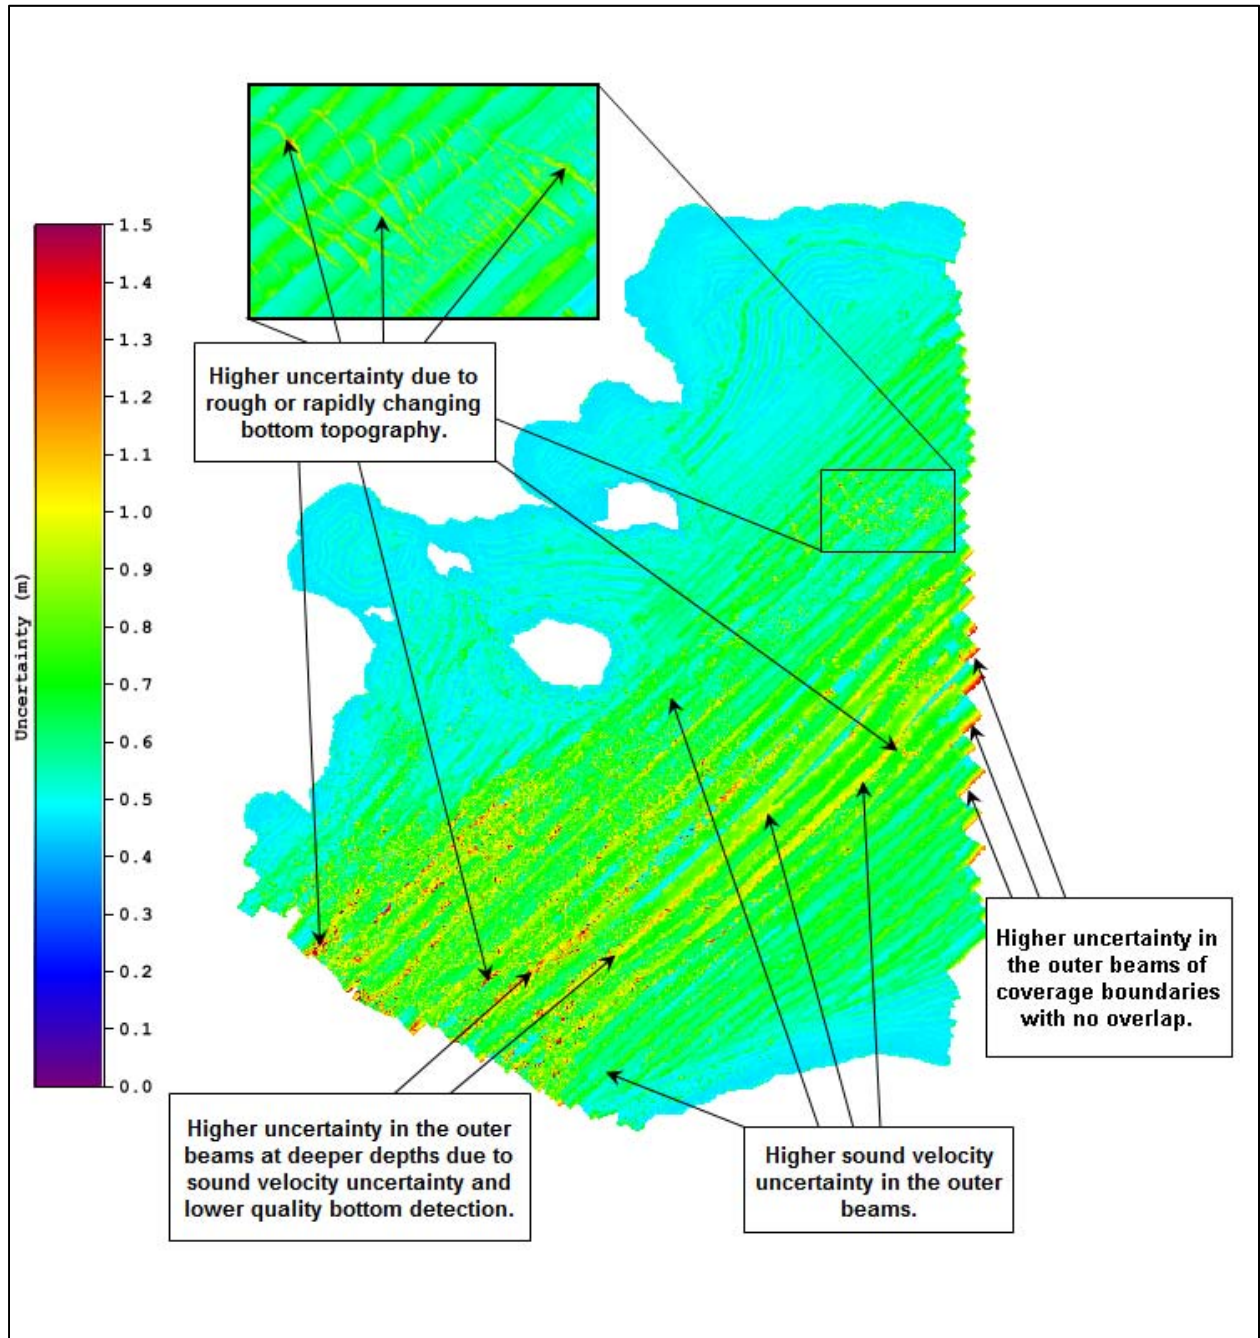 1.5
1.4
1.3
1.2
1.1
1.0
0.9
0.8
0.7
0.6
0.5
0.4
0.3
0.2
0.1
0.0
Uncertainty (m)
Higher uncertainty due to
rough or rapidly changing
bottom topography.
Higher uncertainty in
the outer beams of
coverage boundaries
with no overlap.
Higher uncertainty in the outer
beams at deeper depths due to
sound velocity uncertainty and
lower quality bottom detection.
Higher sound velocity
uncertainty in the outer
beams.